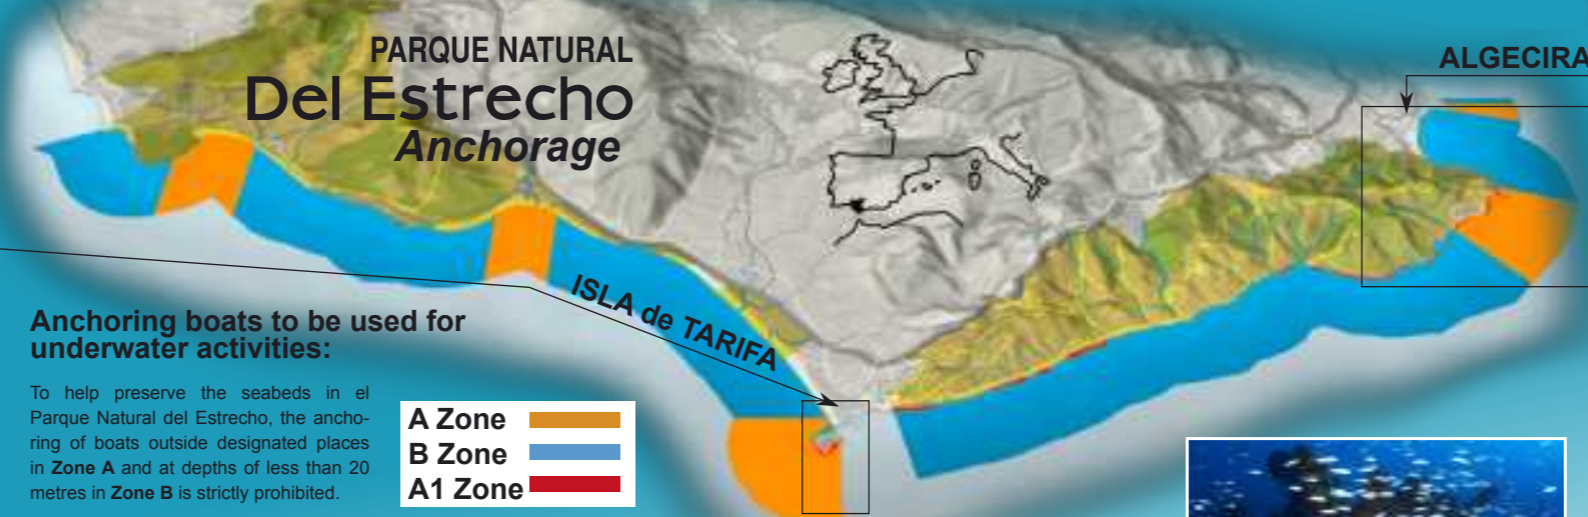 PARQUE NATURAL
Del Estrecho
Anchorage
ALGECIRA
ISLA de TARIFA
Anchoring boats to be used for
underwater activities:
To help preserve the seabeds in el
Parque Natural del Estrecho, the ancho-
ring of boats outside designated places
in Zone A and at depths of less than 20
metres in Zone B is strictly prohibited.
A Zone
B Zone
A1 Zone